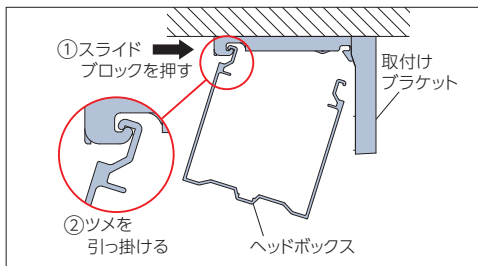 ①スライド
ブロックを押す
取付け
ブラケット
②ツメを
引っ掛ける
ヘッドボックス